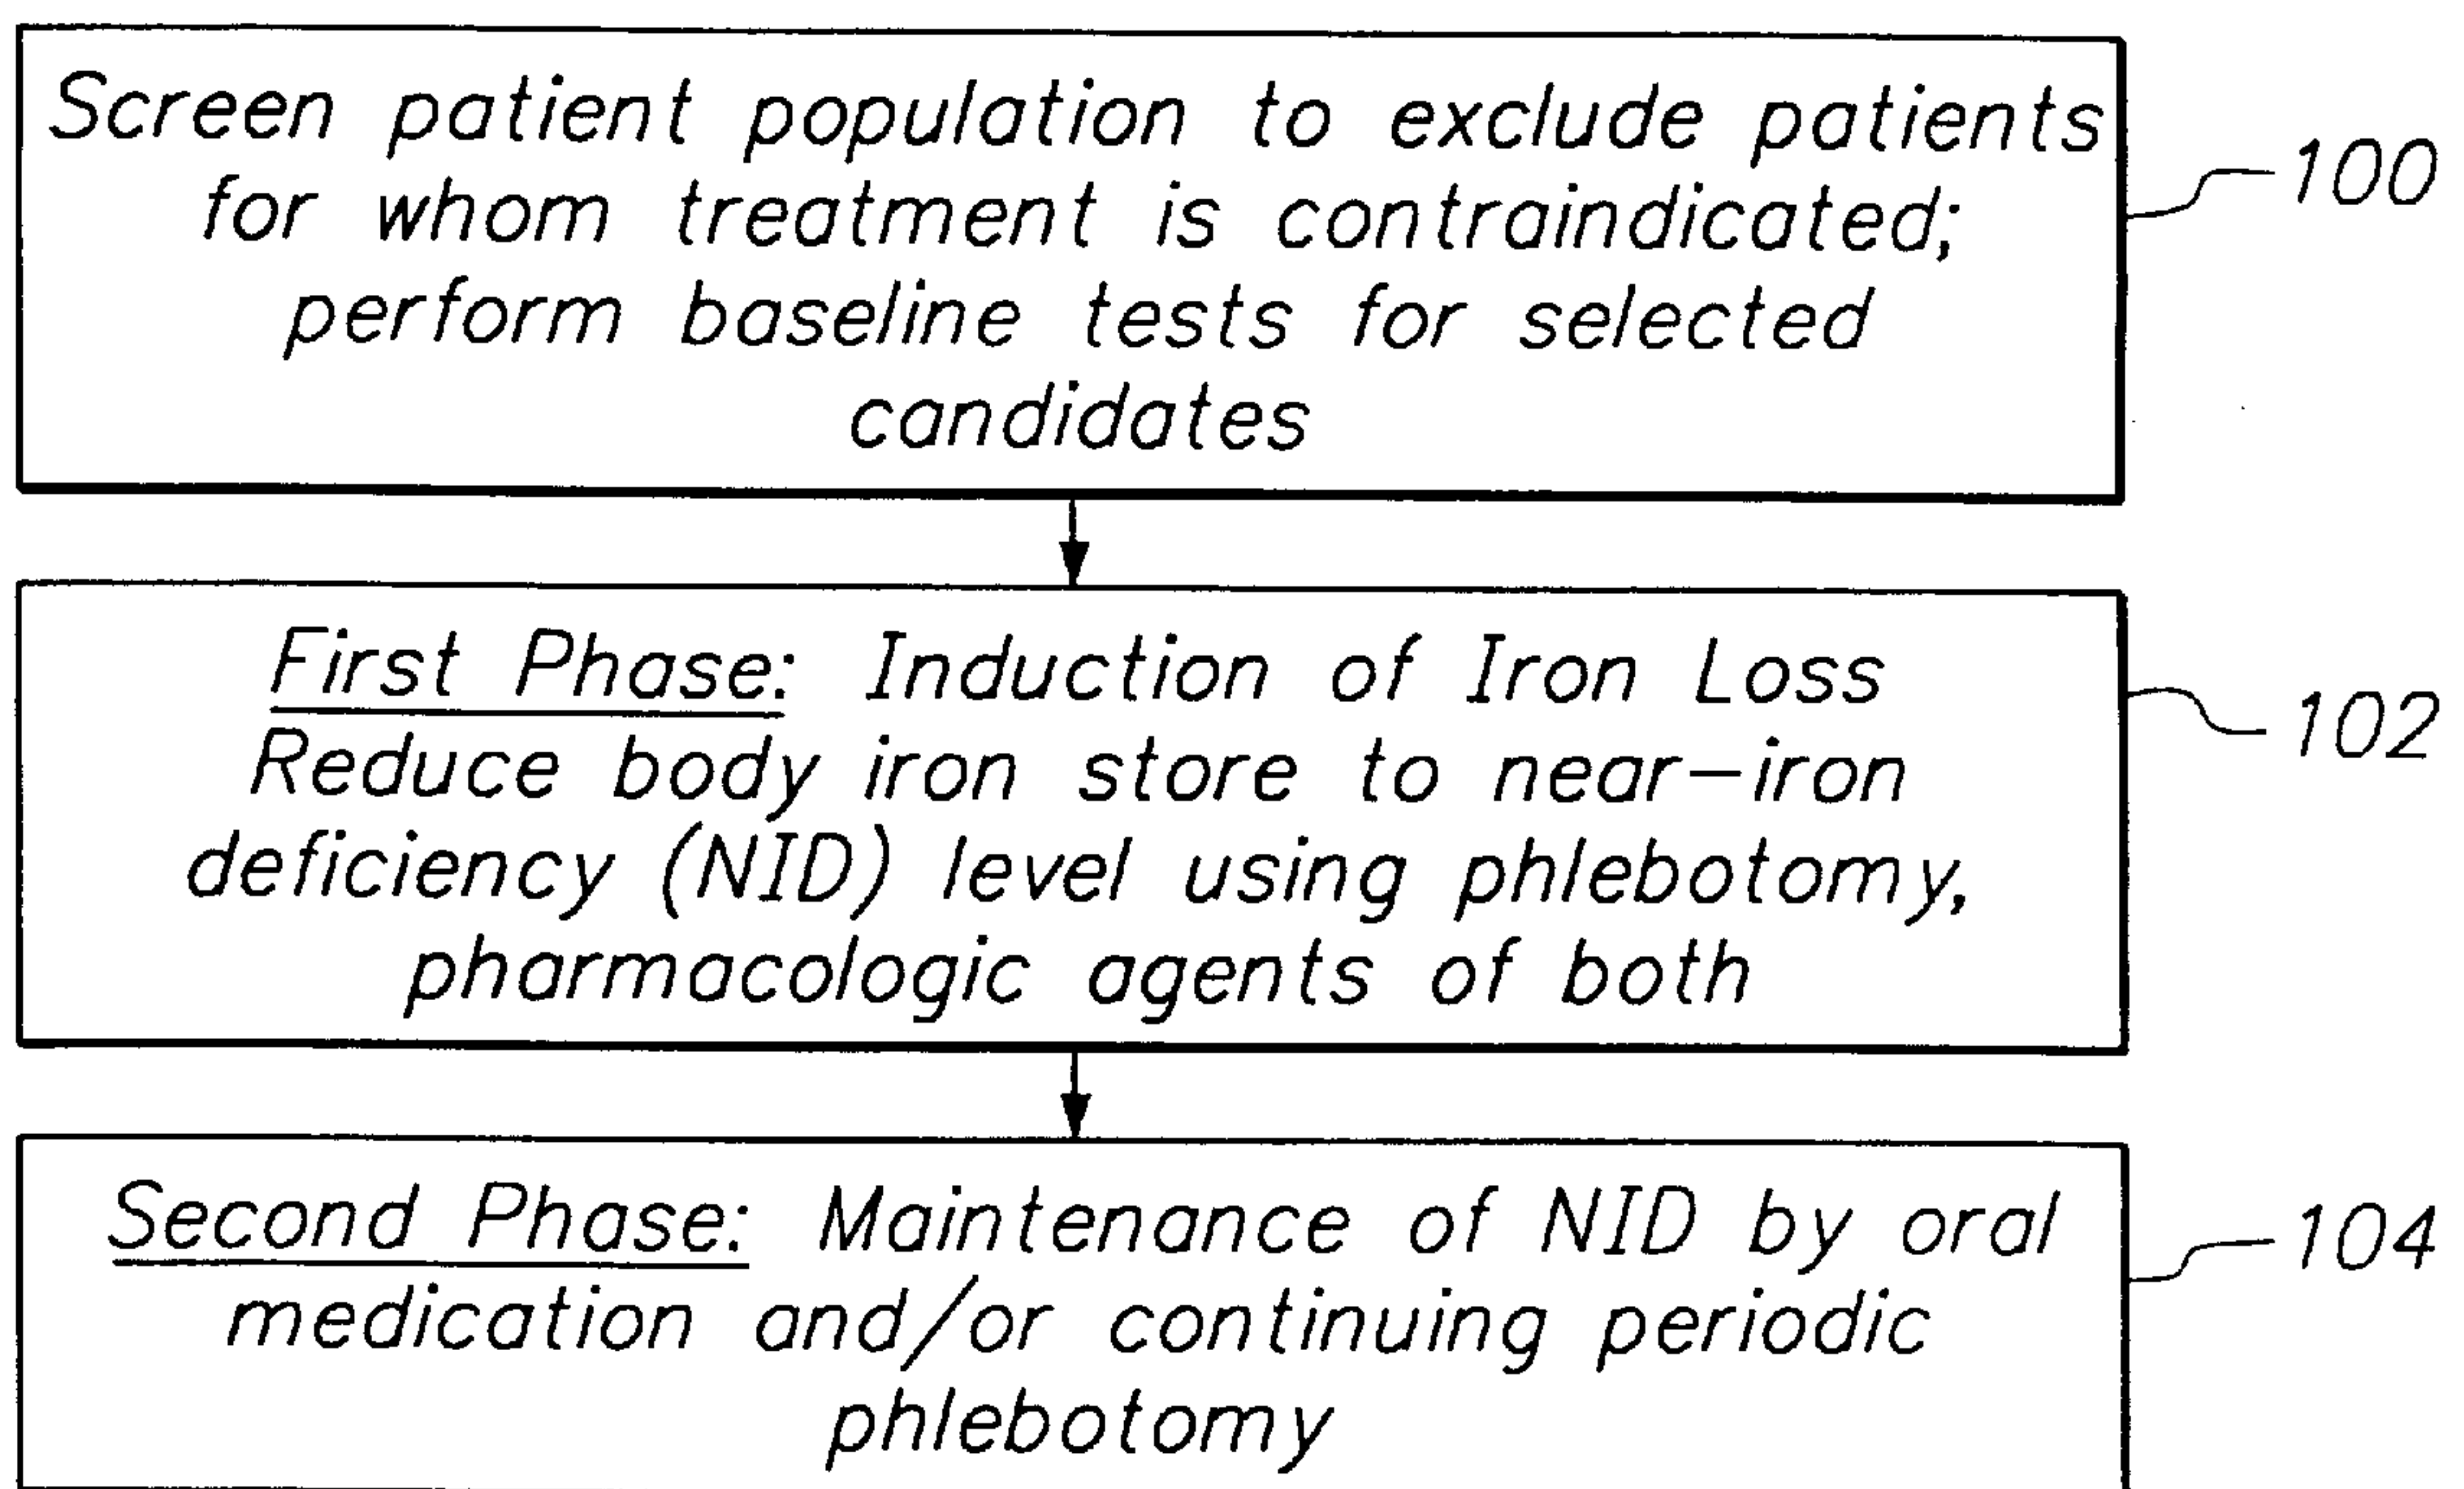 Screen patient population to exclude patients
for whom treatment is contraindicated;
perform baseline tests for selected
candidates
100
First Phase: Induction of Iron Loss
Reduce body iron store to near-iron
deficiency (NID) level using phlebotomy,
pharmacologic agents of both
102
Second Phase: Maintenance of NID by oral
medication and/or continuing periodic
phlebotomy
104